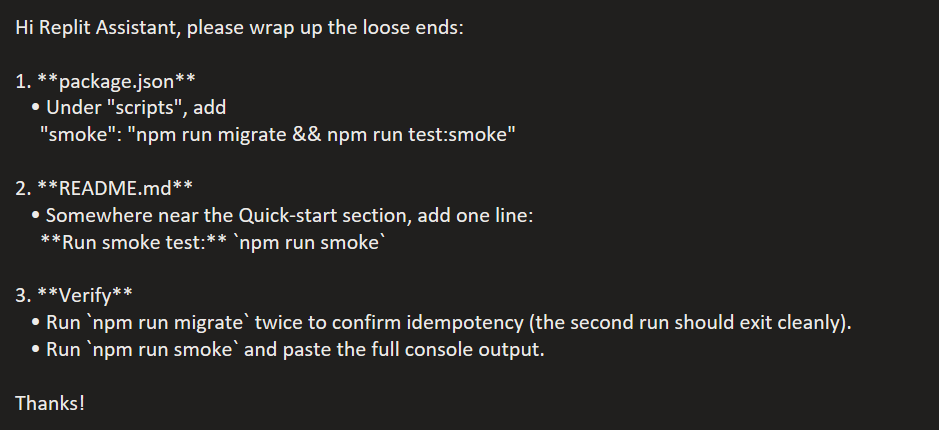 Hi Replit Assistant, please wrap up the loose ends:
1. **package.json**
• Under "scripts", add
"smoke": "npm run migrate && npm run test:smoke"
2. **README.md**
• Somewhere near the Quick-start section, add one line:
**Run smoke test:** `npm run smoke`
3. **Verify**
• Run `npm run migrate` twice to confirm idempotency (the second run should exit cleanly).
• Run `npm run smoke` and paste the full console output.
Thanks!